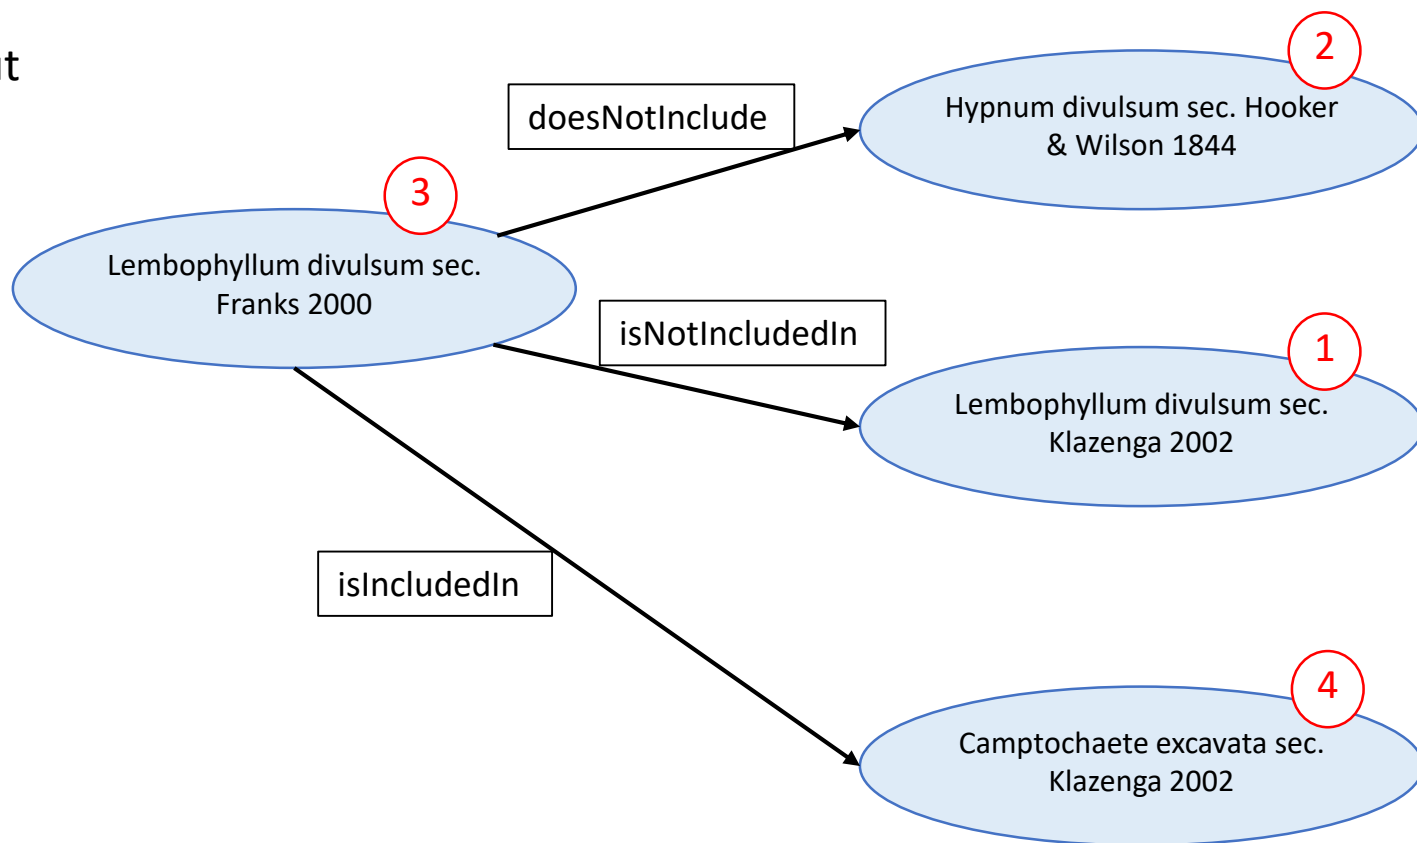 2
doesNotInclude
Hypnum divulsum sec. Hooker
& Wilson 1844
3
Lembophyllum divulsum sec.
Franks 2000
isNotIncludedIn
1
Lembophyllum divulsum sec.
Klazenga 2002
isIncludedIn
4
Camptochaete excavata sec.
Klazenga 2002